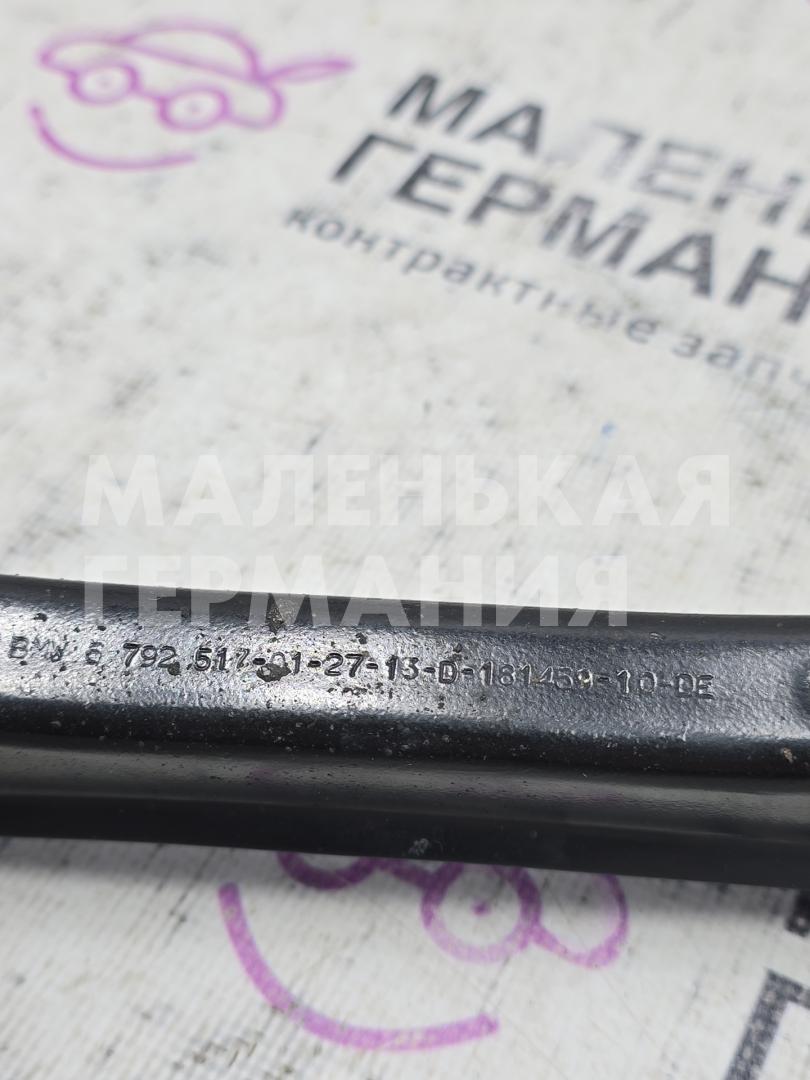 МАЛЕНЬ
ГЕРМАН
контрактные запч
МАЛЕНЬКАЯ
ГЕРМАНИЯ
BMW 6 792 517-01-27-13-D-181459-10-DE